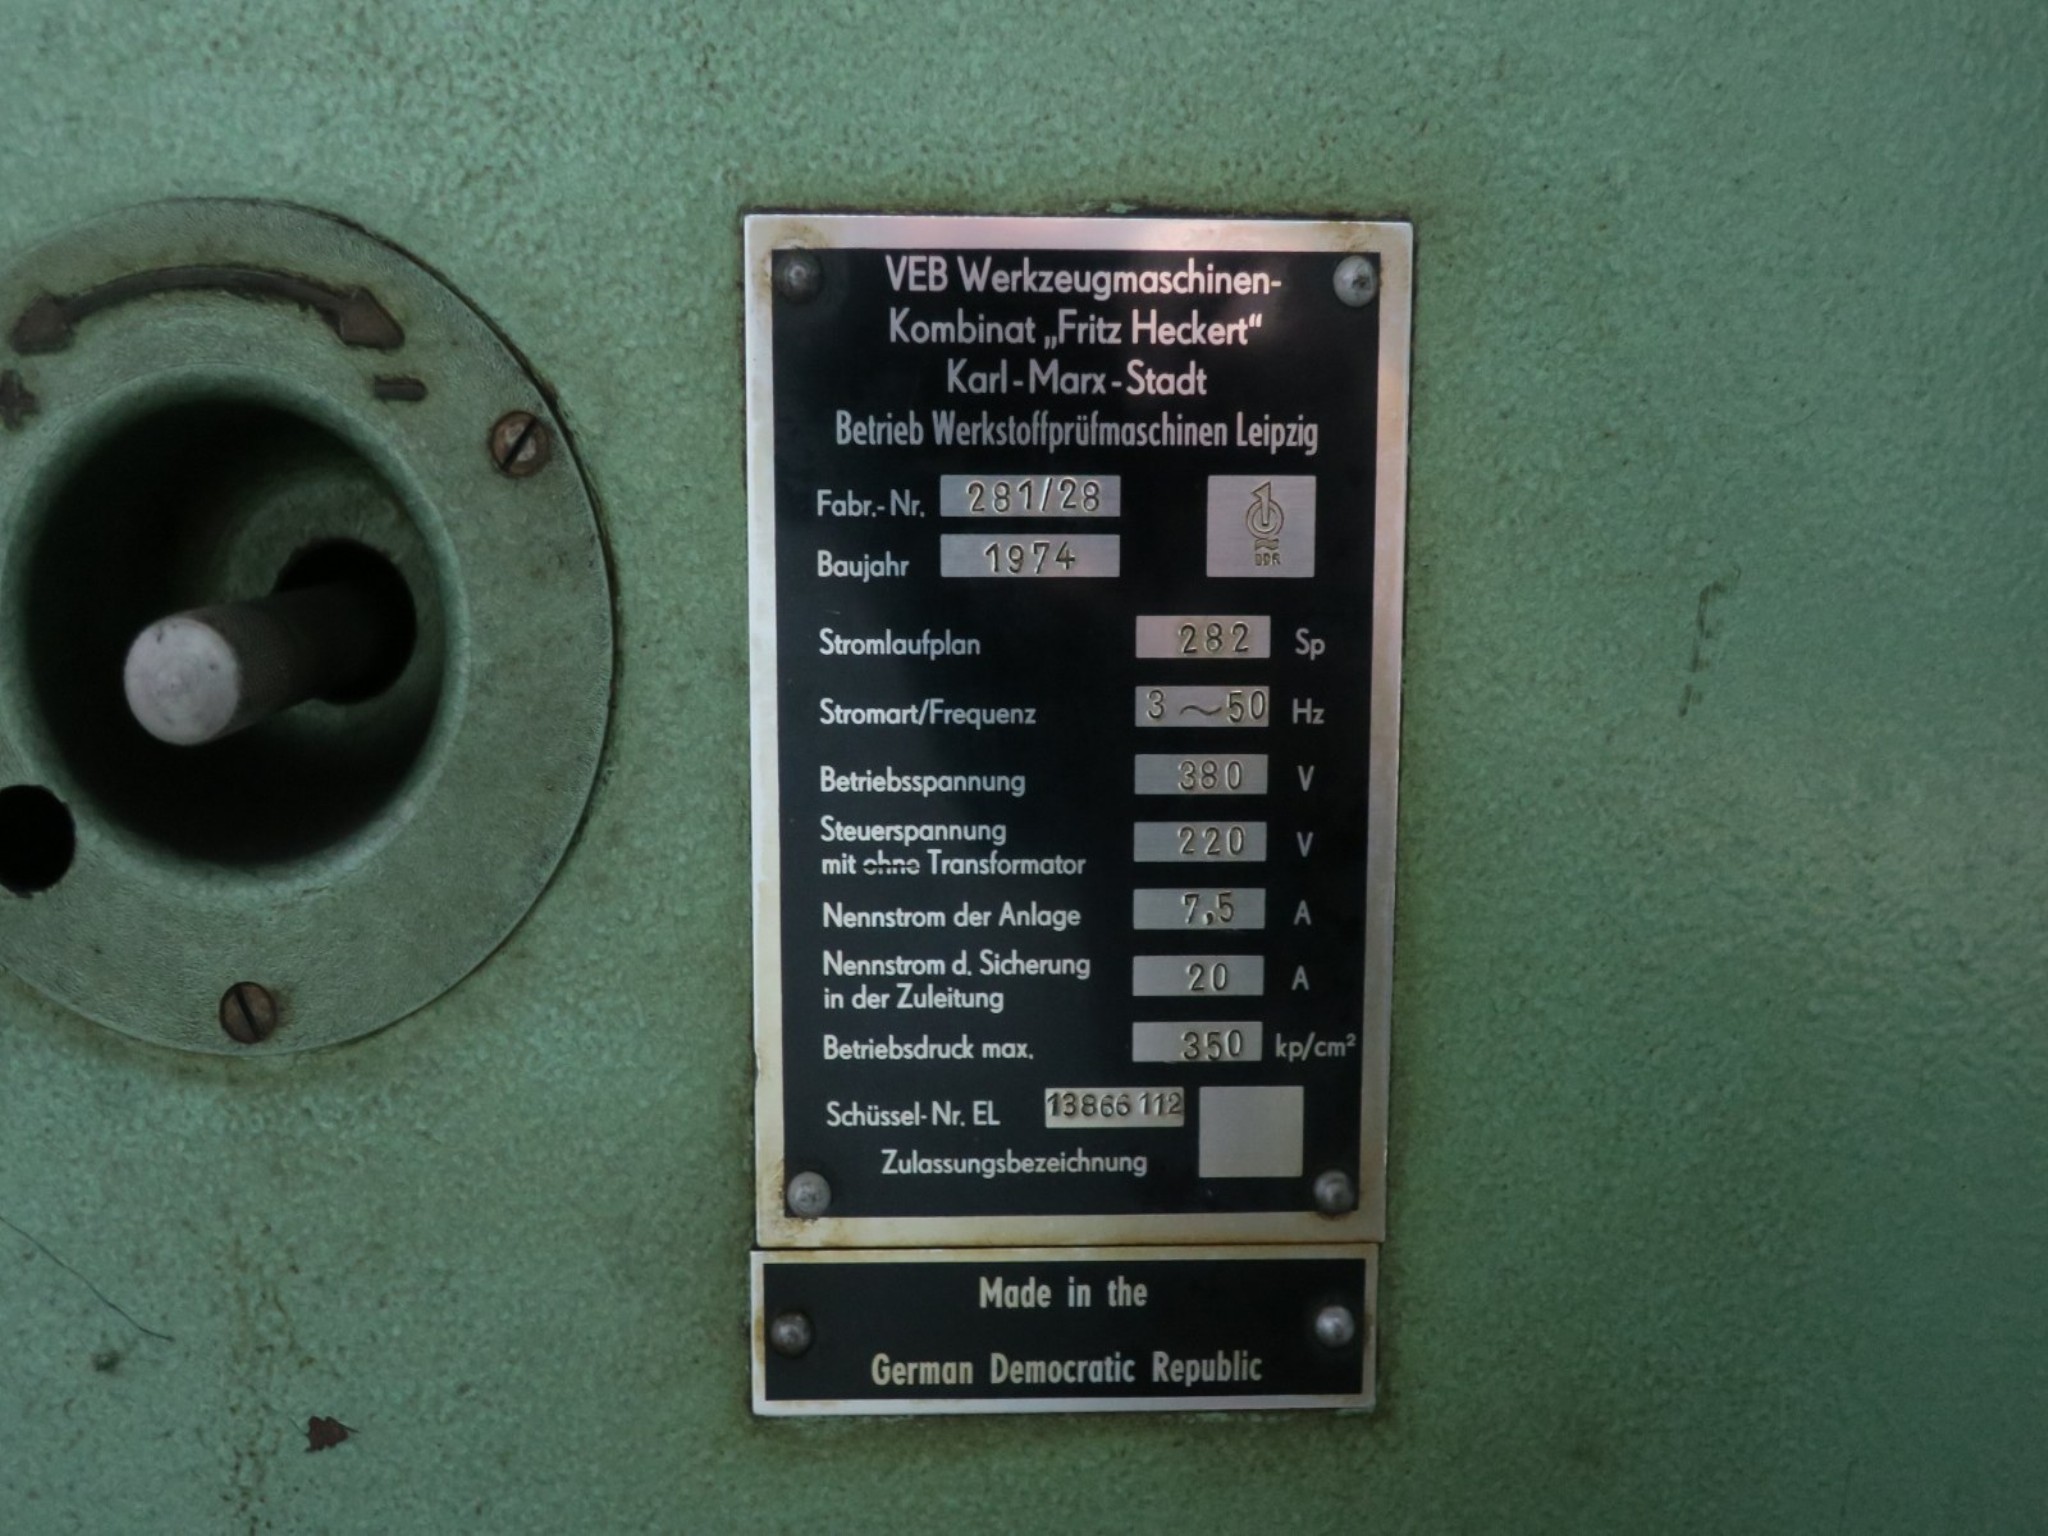 VEB Werkzeugmaschinen-
Kombinat „Fritz Heckert“
Karl-Marx-Stadt
Betrieb Werkstoffprüfmaschinen Leipzig
Fabr.-Nr. 281/28
Baujahr 1974
1
DDR
Stromlaufplan 282 Sp
Stromart/Frequenz 3 ~ 50 Hz
Betriebsspannung 380 V
Steuerspannung
mit ohne Transformator 220 V
Nennstrom der Anlage 7,5 A
Nennstrom d. Sicherung
in der Zuleitung 20 A
Betriebsdruck max. 350 kp/cm²
Schüssel-Nr. EL 13866 112
Zulassungsbezeichnung
Made in the
German Democratic Republic
+ -